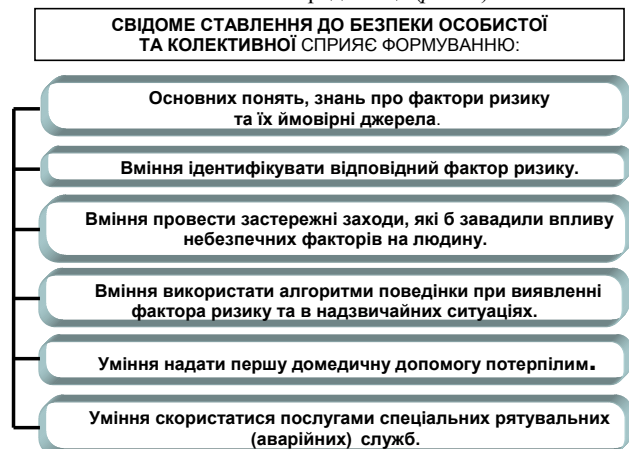 СВІДОМЕ СТАВЛЕННЯ ДО БЕЗПЕКИ ОСОБИСТОЇ
ТА КОЛЕКТИВНОЇ СПРИЯЄ ФОРМУВАННЮ:
Основних понять, знань про фактори ризику
та їх ймовірні джерела.
Вміння ідентифікувати відповідний фактор ризику.
Вміння провести застережні заходи, які б завадили впливу
небезпечних факторів на людину.
Вміння використати алгоритми поведінки при виявленні
фактора ризику та в надзвичайних ситуаціях.
Уміння надати першу домедичну допомогу потерпілим.
Уміння скористатися послугами спеціальних рятувальних
(аварійних) служб.